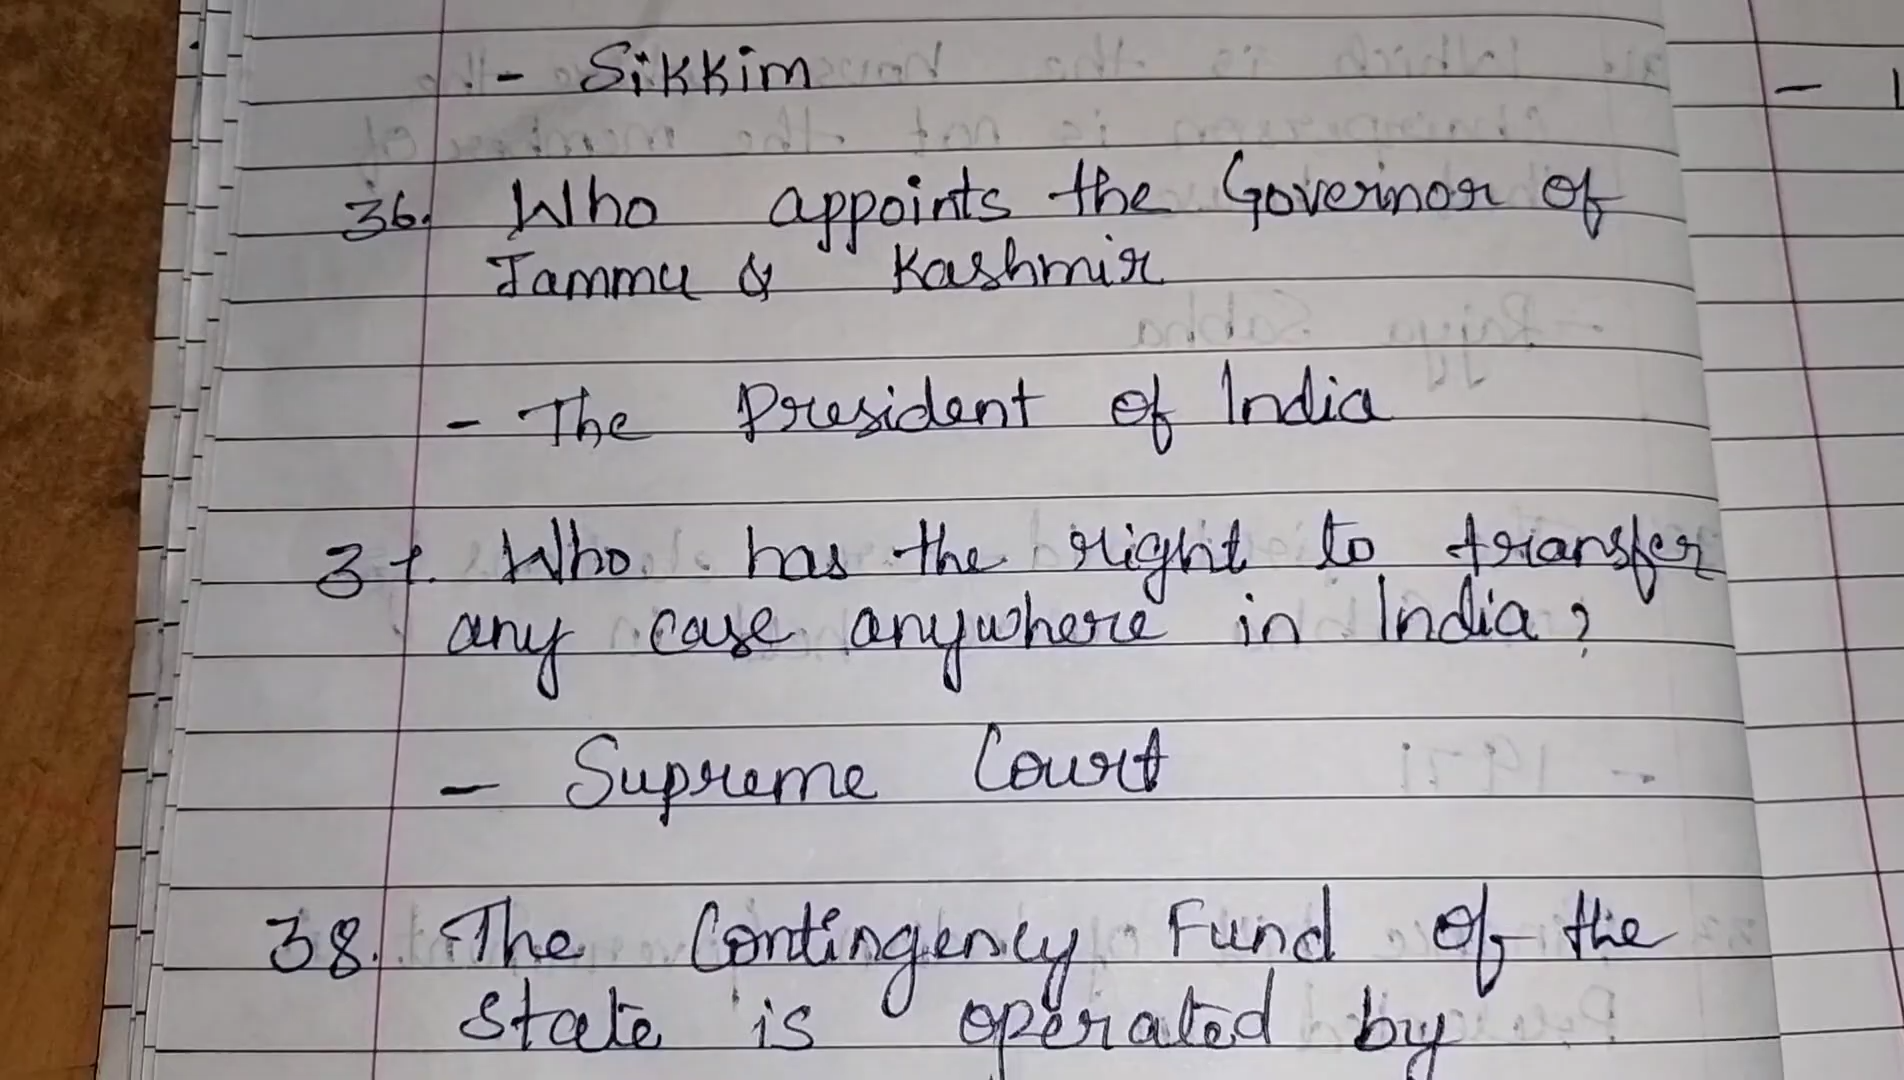 - Sikkim
36. Who appoints the Governor of
Jammu & Kashmir
- The President of India
37. Who has the right to transfer
any case anywhere in India?
- Supreme Court
38. The Contingency Fund of the
state is operated by